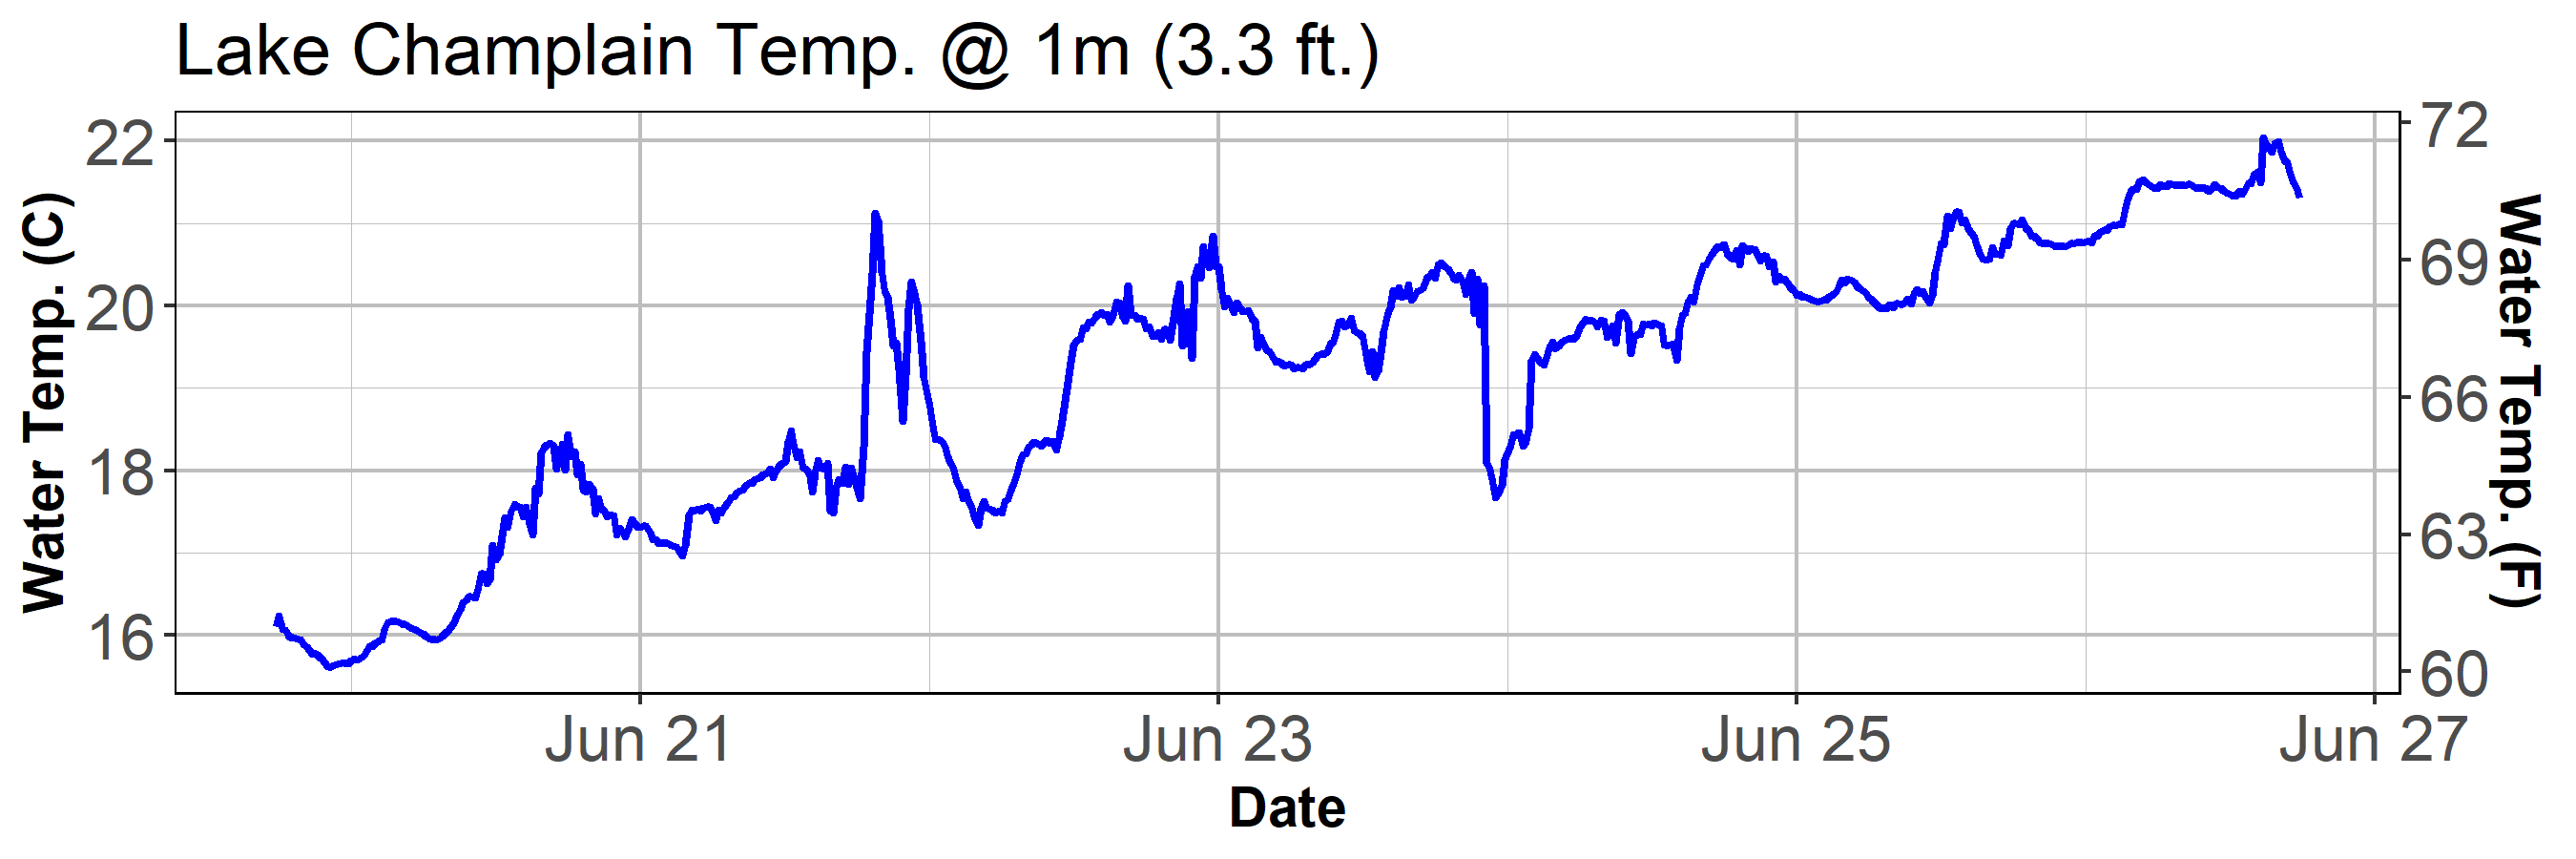 Lake Champlain Temp. @ 1m (3.3 ft.)
Water Temp. (C)
22
20
18
16
72
69
66
63
60
Water Temp. (F)
Jun 21
Jun 23
Jun 25
Jun 27
Date